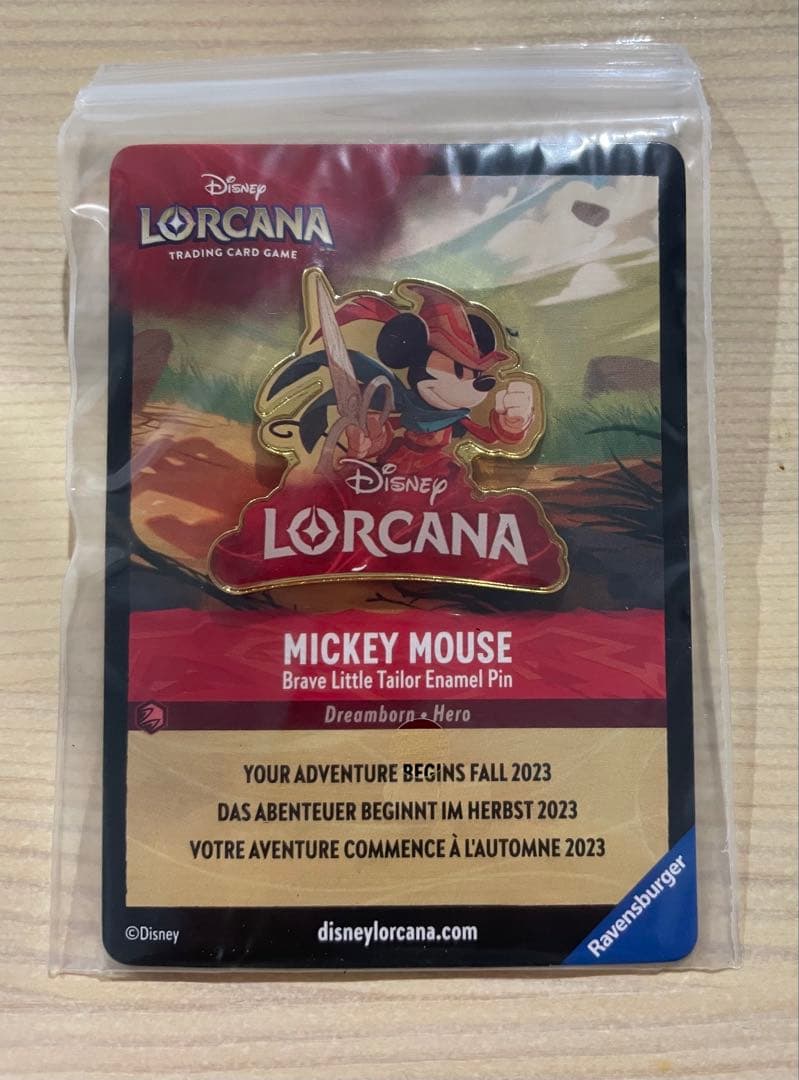 Disney
LORCANA
TRADING CARD GAME
Disney
LORCANA
MICKEY MOUSE
Brave Little Tailor Enamel Pin
Dreamborn • Hero
YOUR ADVENTURE BEGINS FALL 2023
DAS ABENTEUER BEGINNT IM HERBST 2023
VOTRE AVENTURE COMMENCE À L'AUTOMNE 2023
©Disney
disneylorcana.com
Ravensburger